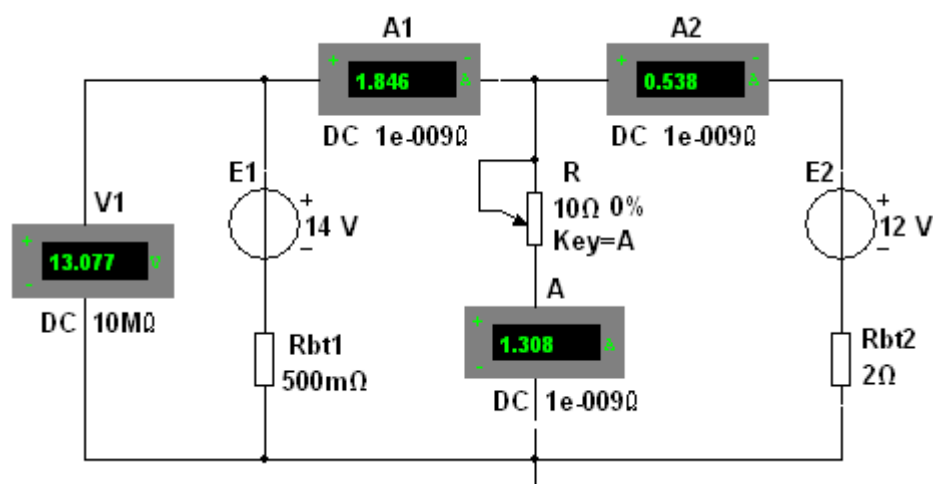 A1
+ -
1.846 A
DC 1e-009Ω
A2
+ -
0.538 A
DC 1e-009Ω
E1
+
14 V
-
V1
+
13.077 V
-
DC 10MΩ
Rbt1
500mΩ
R
10Ω 0%
Key=A
A
+
1.308 A
-
DC 1e-009Ω
E2
+
12 V
-
Rbt2
2Ω